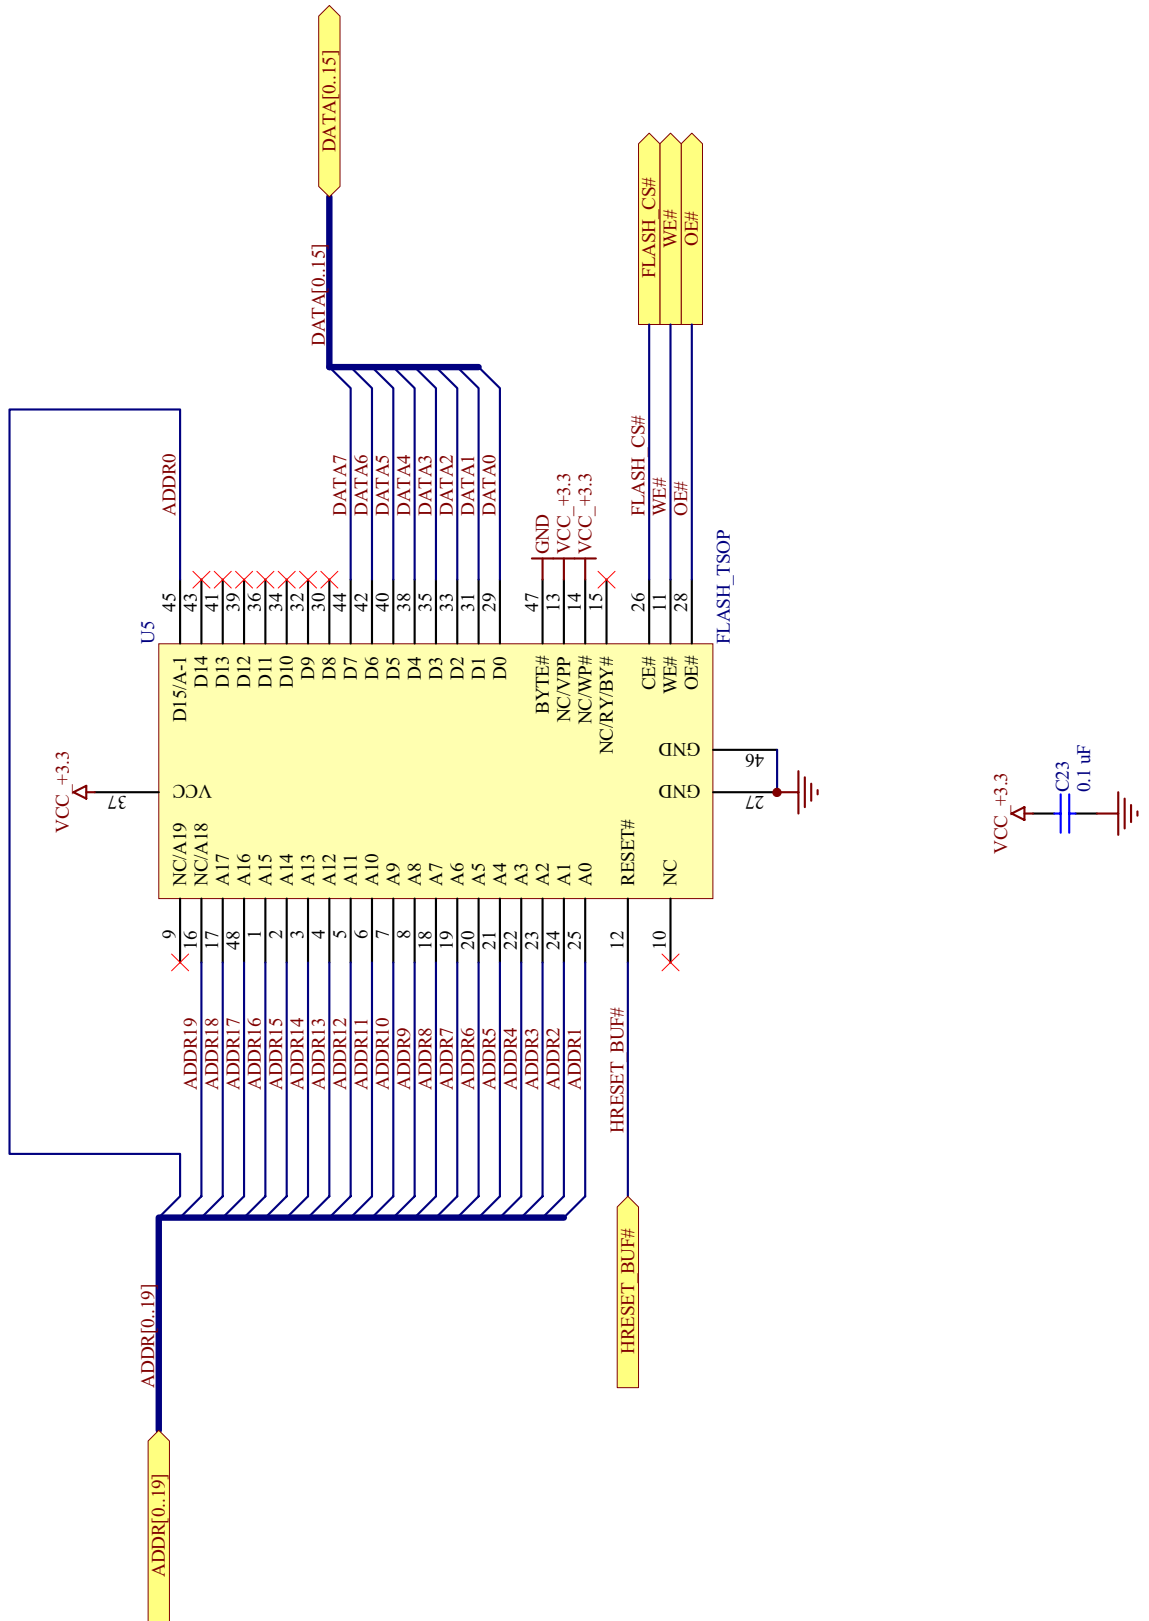 ADDR[0..19]
ADDR[0..19]
HRESET_BUF#
HRESET_BUF#
ADDR19
ADDR18
ADDR17
ADDR16
ADDR15
ADDR14
ADDR13
ADDR12
ADDR11
ADDR10
ADDR9
ADDR8
ADDR7
ADDR6
ADDR5
ADDR4
ADDR3
ADDR2
ADDR1
9
16
17
48
1
2
3
4
5
6
7
8
18
19
20
21
22
23
24
25
12
10
NC/A19
NC/A18
A17
A16
A15
A14
A13
A12
A11
A10
A9
A8
A7
A6
A5
A4
A3
A2
A1
A0
RESET#
NC
VCC_+3.3
37
VCC
GND
GND
27
46
U5
FLASH_TSOP
D15/A-1
D14
D13
D12
D11
D10
D9
D8
D7
D6
D5
D4
D3
D2
D1
D0
BYTE#
NC/VPP
NC/WP#
NC/RY/BY#
CE#
WE#
OE#
45
43
41
39
36
34
32
30
44
42
40
38
35
33
31
29
47
13
14
15
26
11
28
ADDR0
DATA7
DATA6
DATA5
DATA4
DATA3
DATA2
DATA1
DATA0
GND
VCC_+3.3
VCC_+3.3
FLASH_CS#
WE#
OE#
DATA[0..15]
DATA[0..15]
FLASH_CS#
WE#
OE#
VCC_+3.3
C23
0.1 uF